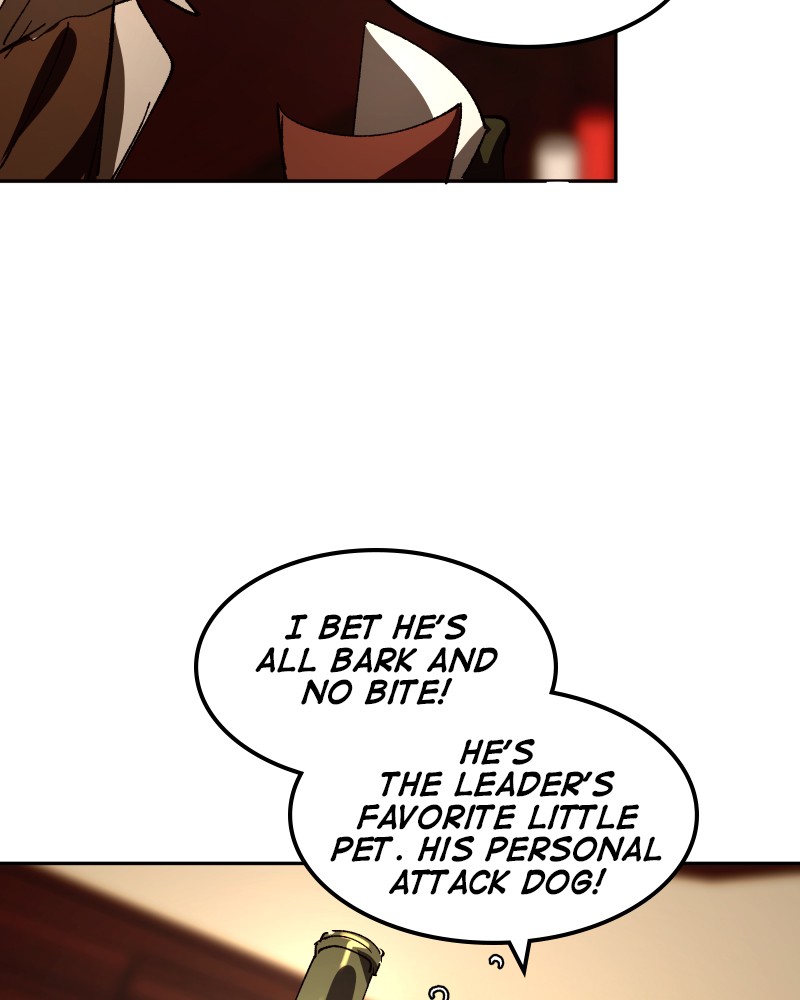 I BET HE'S
ALL BARK AND
NO BITE!
HE'S
THE LEADER'S
FAVORITE LITTLE
PET. HIS PERSONAL
ATTACK DOG!